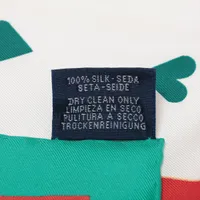 100% SILK-SEDA
SETA-SEIDE
DRY CLEAN ONLY
LIMPIEZA EN SECO
PULITURA A SECCO
TROCKENREINIGUNG